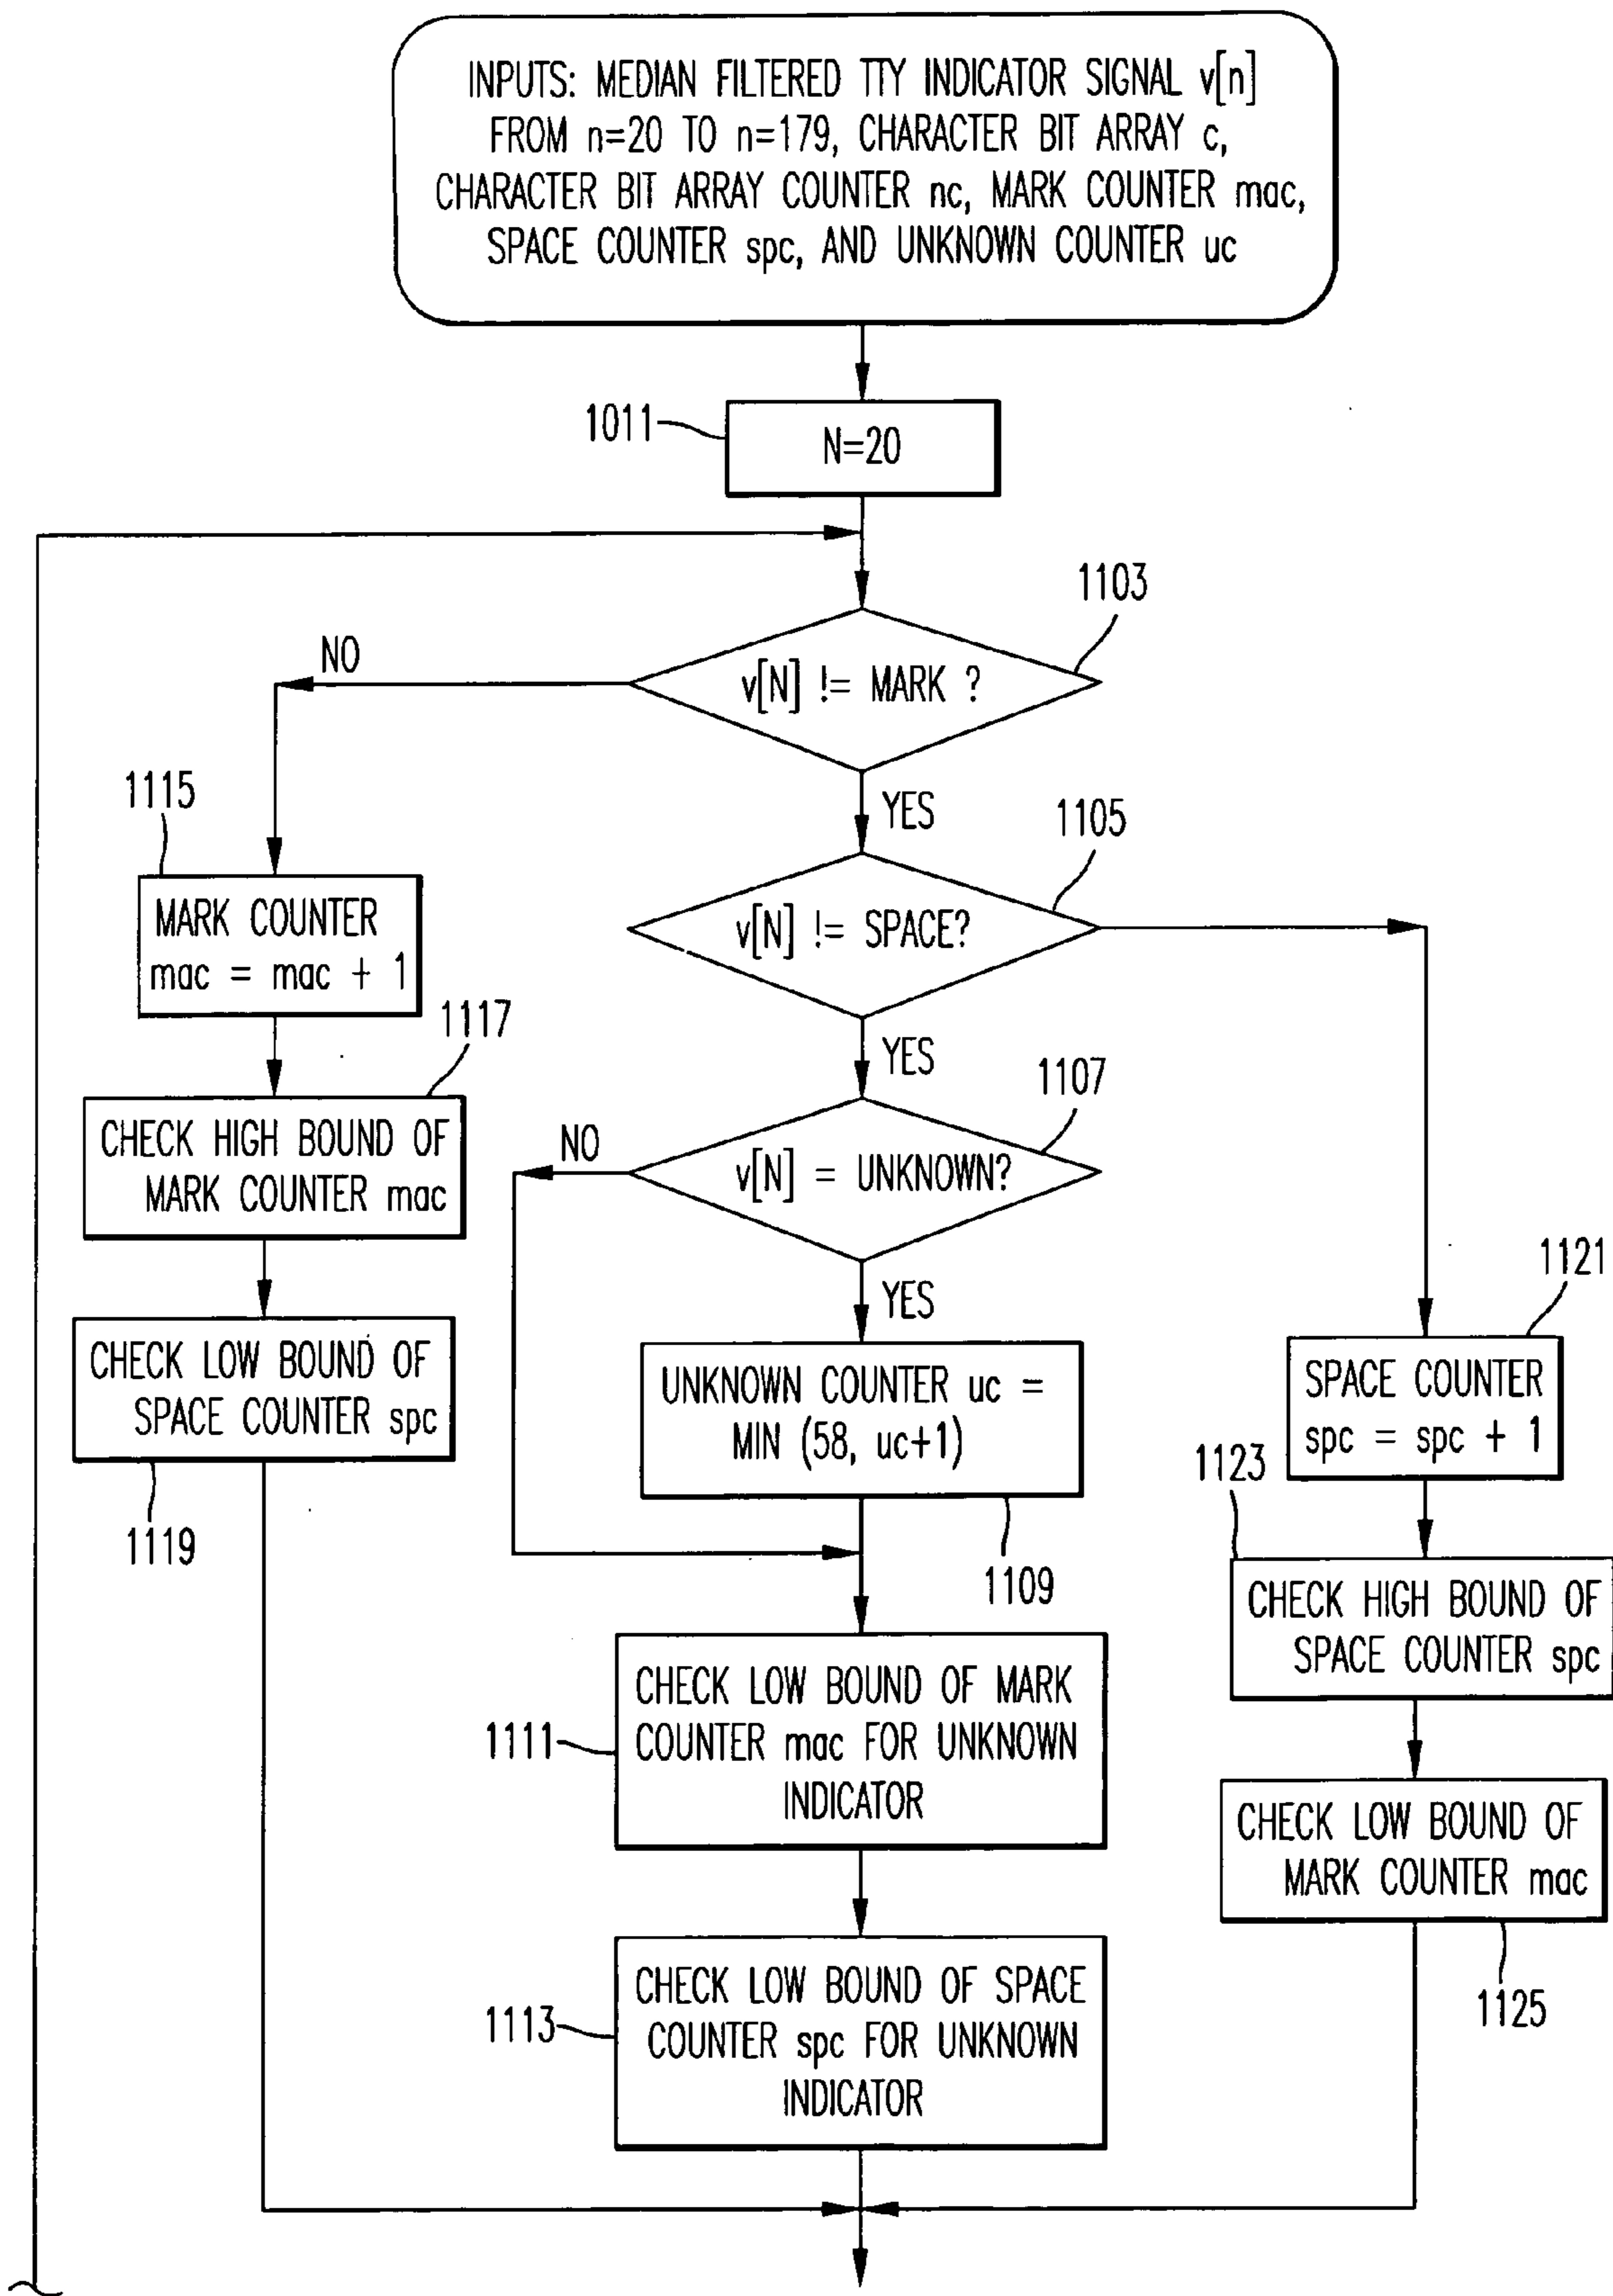 INPUTS: MEDIAN FILTERED TTY INDICATOR SIGNAL v[n]
FROM n=20 TO n=179, CHARACTER BIT ARRAY c,
CHARACTER BIT ARRAY COUNTER nc, MARK COUNTER mac,
SPACE COUNTER spc, AND UNKNOWN COUNTER uc
1011
N=20
1103
NO
v[N] != MARK ?
1115
YES
1105
MARK COUNTER
mac = mac + 1
v[N] != SPACE?
1117
YES
1107
CHECK HIGH BOUND OF
MARK COUNTER mac
NO
v[N] = UNKNOWN?
1121
YES
CHECK LOW BOUND OF
SPACE COUNTER spc
1119
UNKNOWN COUNTER uc =
MIN (58, uc+1)
1109
SPACE COUNTER
spc = spc + 1
1123
CHECK HIGH BOUND OF
SPACE COUNTER spc
1111
CHECK LOW BOUND OF MARK
COUNTER mac FOR UNKNOWN
INDICATOR
CHECK LOW BOUND OF
MARK COUNTER mac
1125
1113
CHECK LOW BOUND OF SPACE
COUNTER spc FOR UNKNOWN
INDICATOR